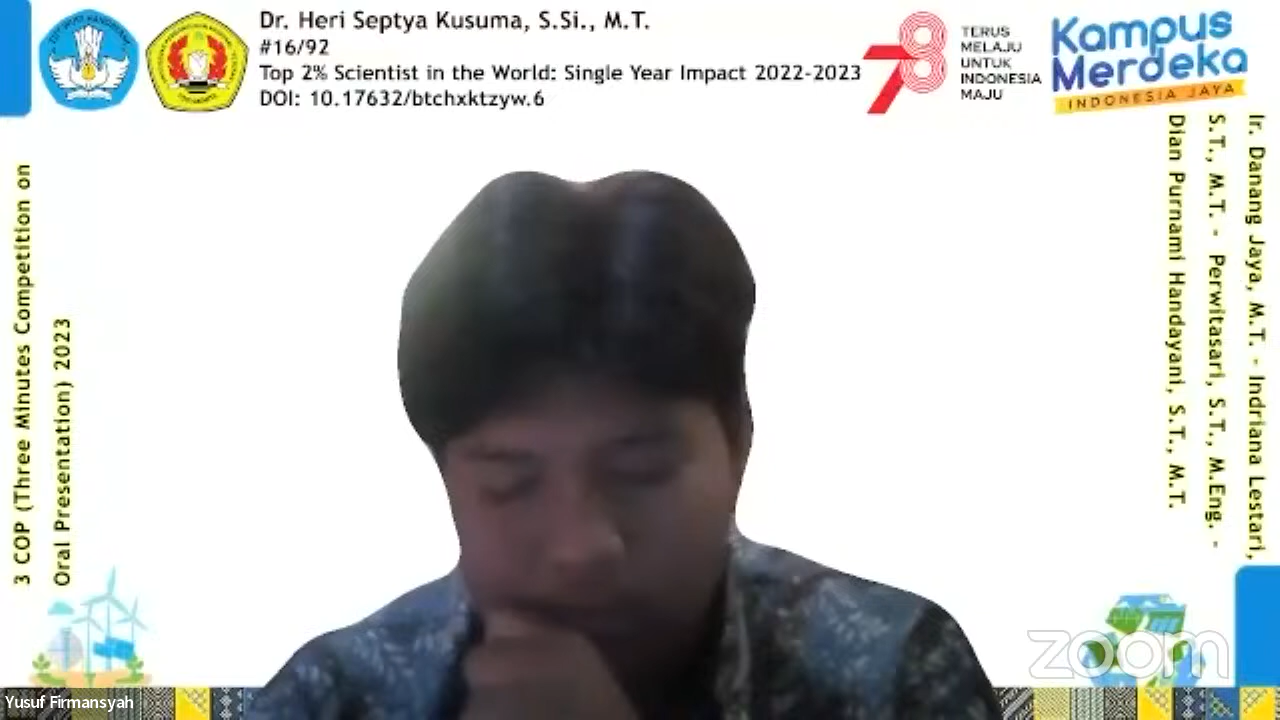 Dr. Heri Septya Kusuma, S.Si., M.T.
#16/92
Top 2% Scientist in the World: Single Year Impact 2022-2023
DOI: 10.17632/btchxktzyw.6
78
TERUS
MELAJU
UNTUK
INDONESIA
MAJU
Kampus
Merdeka
INDONESIA JAYA
3 COP (Three Minutes Competition on
Oral Presentation) 2023
Ir. Danang Jaya, M.T. - Indriana Lestari,
S.T., M.T. - Perwitasari, S.T., M.Eng. -
Dian Purnami Handayani, S.T., M.T.
zoom
Yusuf Firmansyah